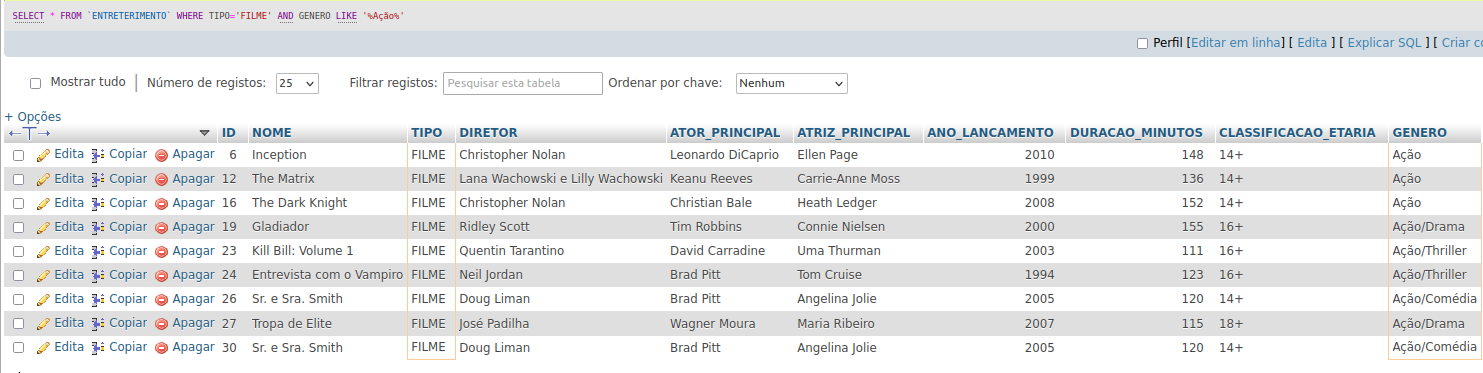 SELECT * FROM `ENTRETERIMENTO` WHERE TIPO='FILME' AND GENERO LIKE '%Ação%'
Perfil [Editar em linha] [ Edita ] [ Explicar SQL ] [ Criar c
Mostrar tudo | Número de registos: 25 Filtrar registos: Pesquisar esta tabela Ordenar por chave: Nenhum
+ Opções
←T→ ID NOME TIPO DIRETOR ATOR_PRINCIPAL ATRIZ_PRINCIPAL ANO_LANCAMENTO DURACAO_MINUTOS CLASSIFICACAO_ETARIA GENERO
Edita Copiar Apagar 6 Inception FILME Christopher Nolan Leonardo DiCaprio Ellen Page 2010 148 14+ Ação
Edita Copiar Apagar 12 The Matrix FILME Lana Wachowski e Lilly Wachowski Keanu Reeves Carrie-Anne Moss 1999 136 14+ Ação
Edita Copiar Apagar 16 The Dark Knight FILME Christopher Nolan Christian Bale Heath Ledger 2008 152 14+ Ação
Edita Copiar Apagar 19 Gladiador FILME Ridley Scott Tim Robbins Connie Nielsen 2000 155 16+ Ação/Drama
Edita Copiar Apagar 23 Kill Bill: Volume 1 FILME Quentin Tarantino David Carradine Uma Thurman 2003 111 16+ Ação/Thriller
Edita Copiar Apagar 24 Entrevista com o Vampiro FILME Neil Jordan Brad Pitt Tom Cruise 1994 123 16+ Ação/Thriller
Edita Copiar Apagar 26 Sr. e Sra. Smith FILME Doug Liman Brad Pitt Angelina Jolie 2005 120 14+ Ação/Comédia
Edita Copiar Apagar 27 Tropa de Elite FILME José Padilha Wagner Moura Maria Ribeiro 2007 115 18+ Ação/Drama
Edita Copiar Apagar 30 Sr. e Sra. Smith FILME Doug Liman Brad Pitt Angelina Jolie 2005 120 14+ Ação/Comédia